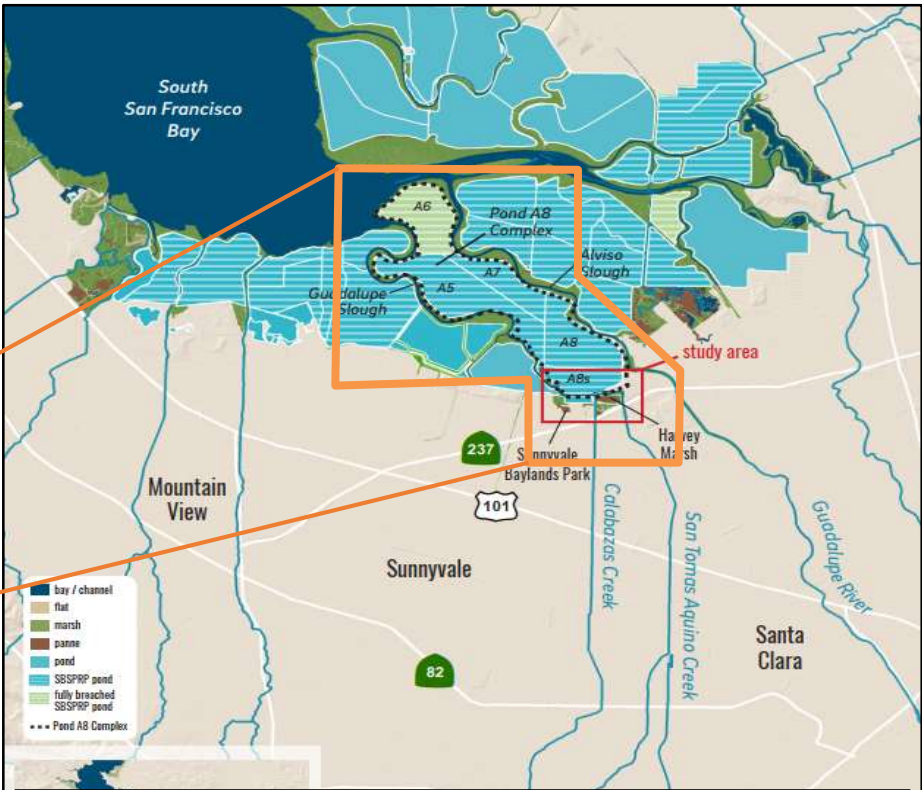 South
San Francisco
Bay
A6
Pond A8
Complex
A7
Alviso
Slough
Guadalupe
Slough
A5
A8
study area
A8s
237
Sunnyvale
Baylands Park
Harvey
Marsh
Mountain
View
101
Calabazas Creek
San Tomas Aquino Creek
Guadalupe River
Sunnyvale
Santa
Clara
82
bay / channel
flat
marsh
panne
pond
SBSPRP pond
fully breached
SBSPRP pond
Pond A8 Complex